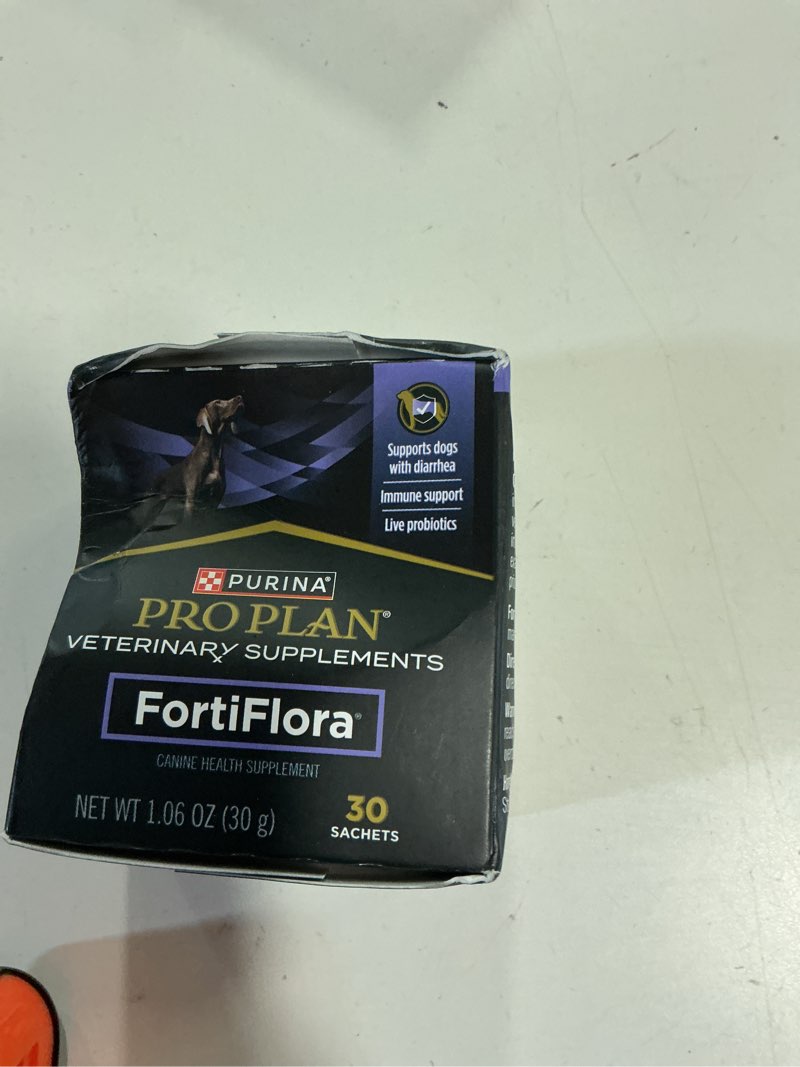 Supports dogs
with diarrhea
Immune support
Live probiotics
PURINA®
PRO PLAN®
VETERINARY SUPPLEMENTS
FortiFlora®
CANINE HEALTH SUPPLEMENT
NET WT 1.06 OZ (30 g)
30
SACHETS